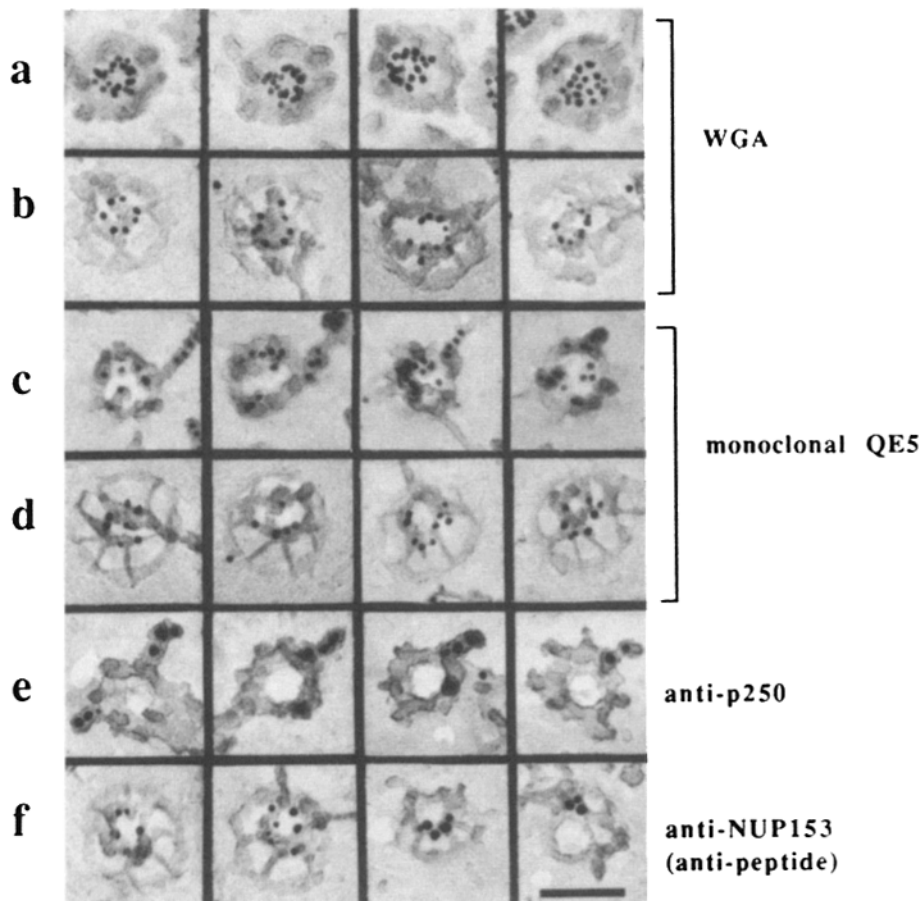 a
WGA
b
c
monoclonal QE5
d
e
anti-p250
f
anti-NUP153
(anti-peptide)